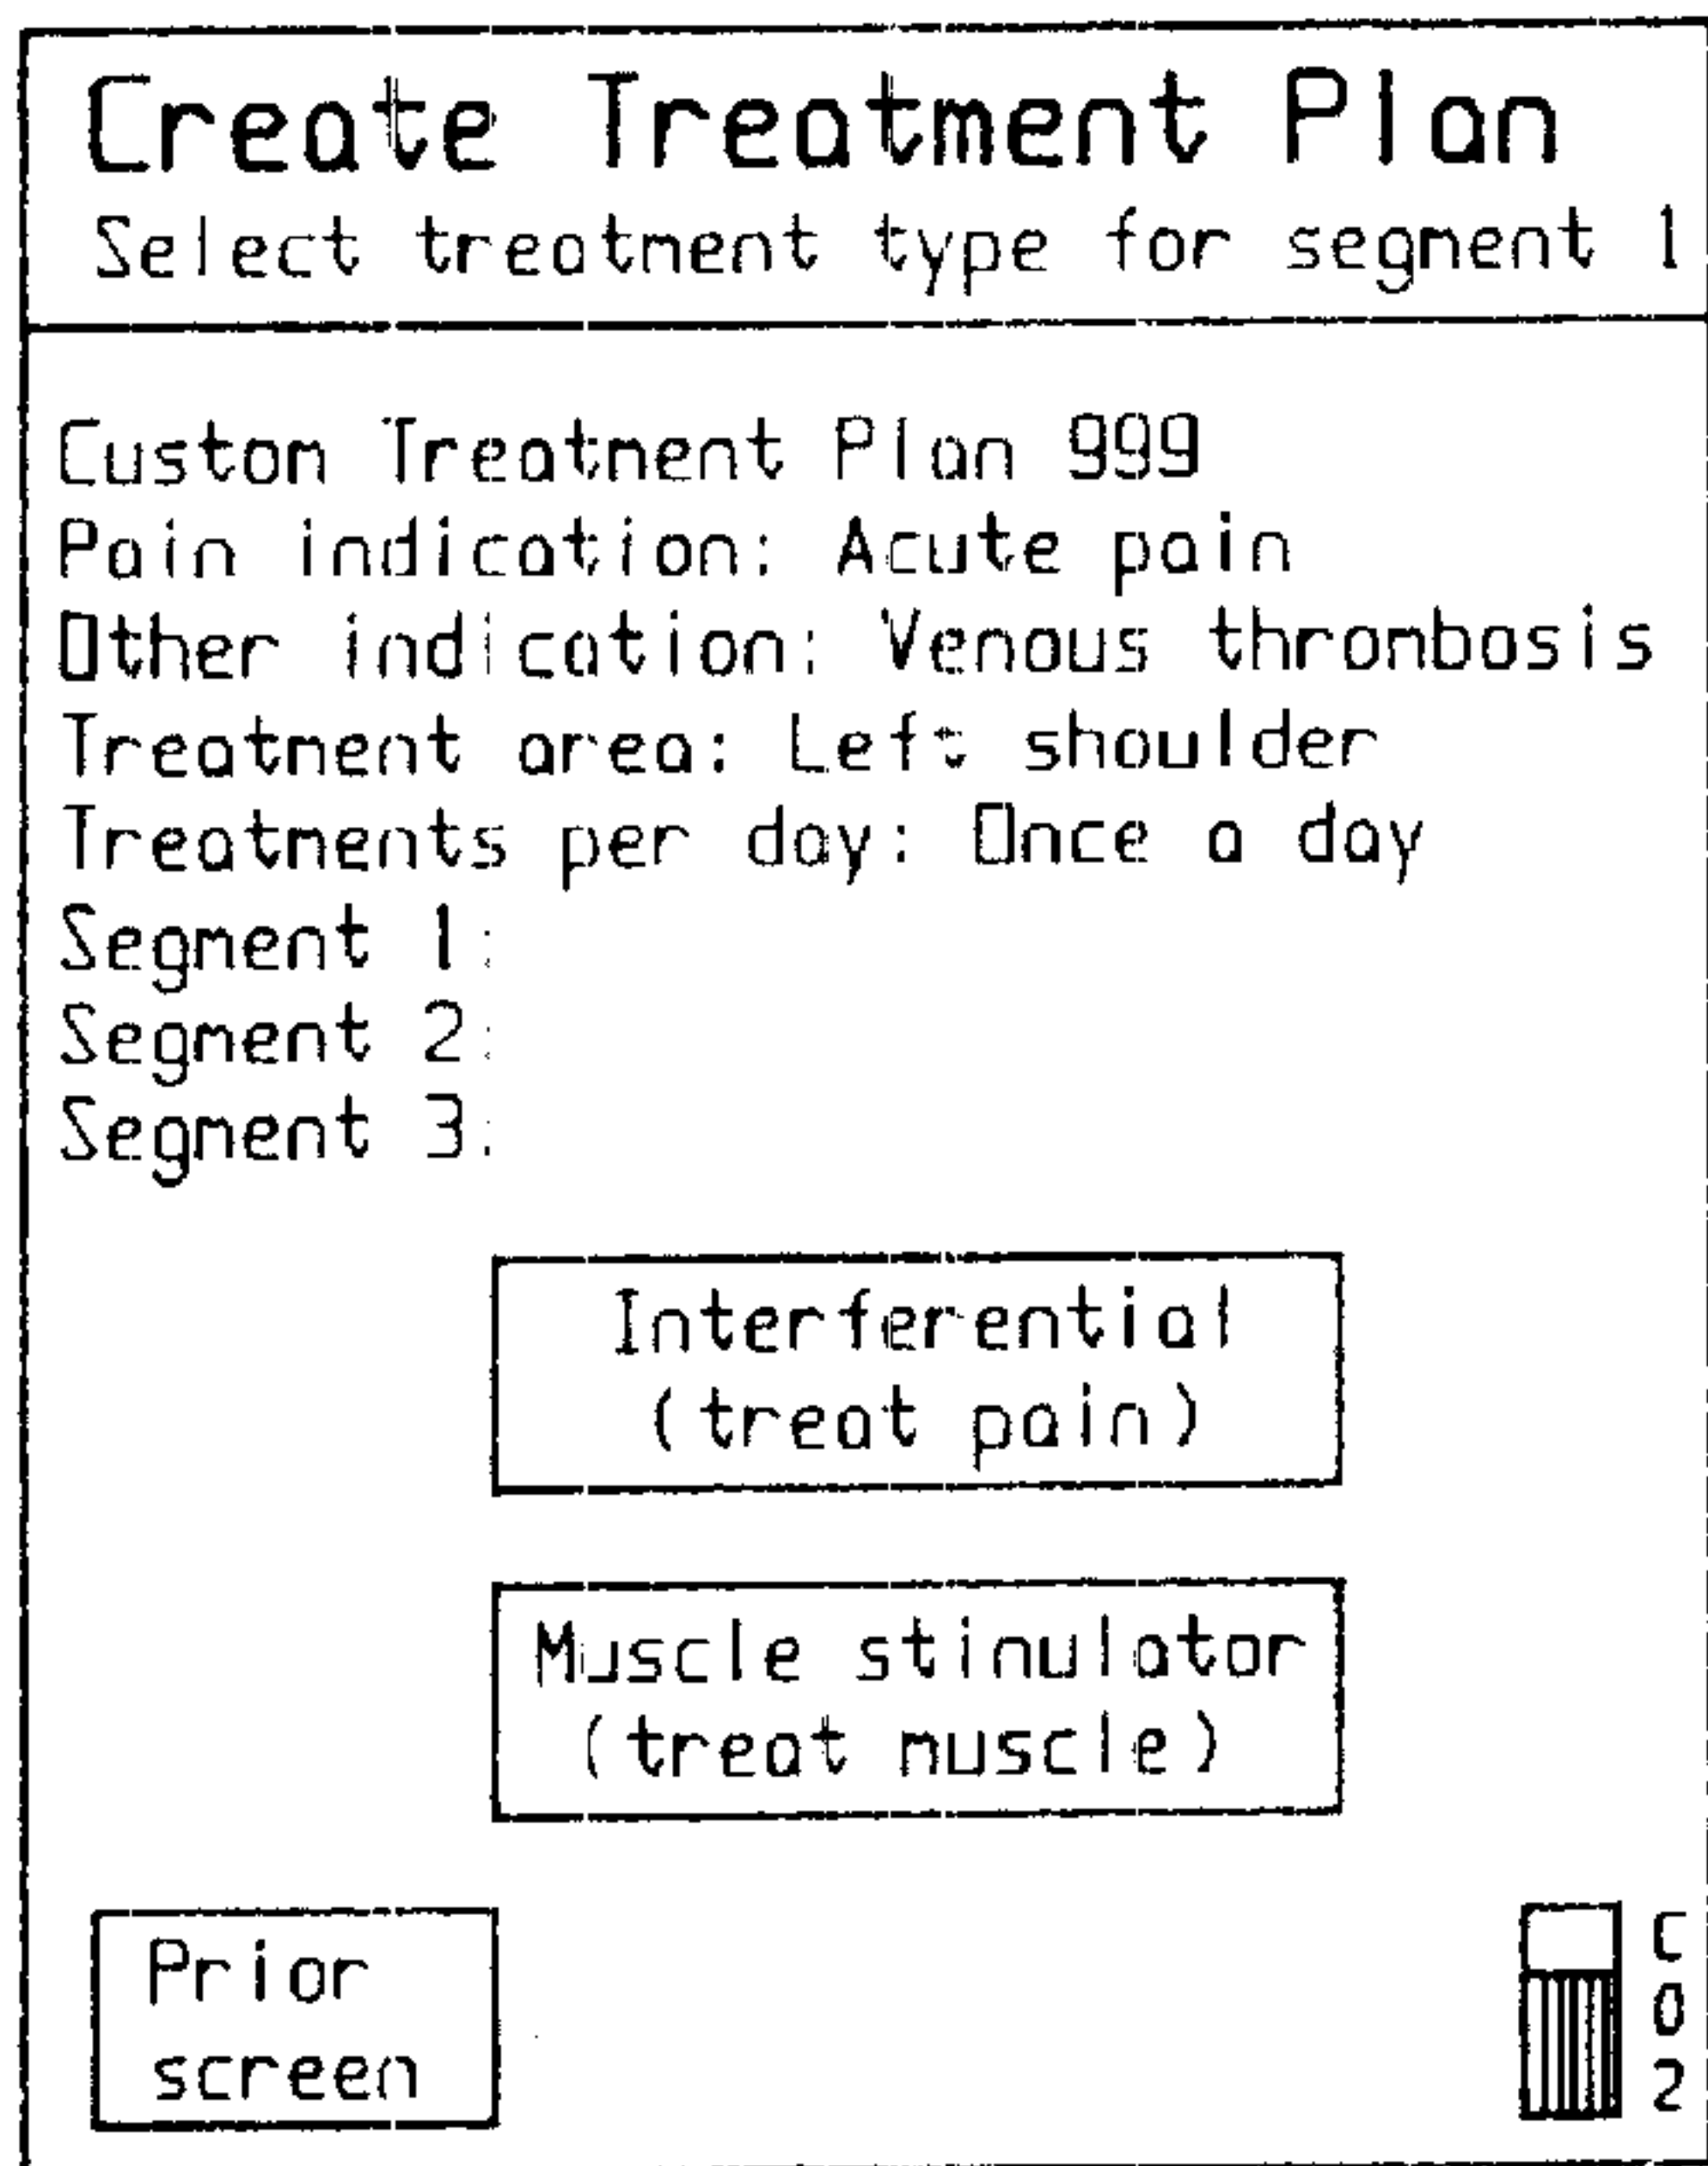 Create Treatment Plan
Select treatment type for segment 1
Custom Treatment Plan 999
Pain indication: Acute pain
Other indication: Venous thrombosis
Treatment area: Left shoulder
Treatments per day: Once a day
Segment 1:
Segment 2:
Segment 3:
Interferential
(treat pain)
Muscle stimulator
(treat muscle)
Prior
screen
C
0
2